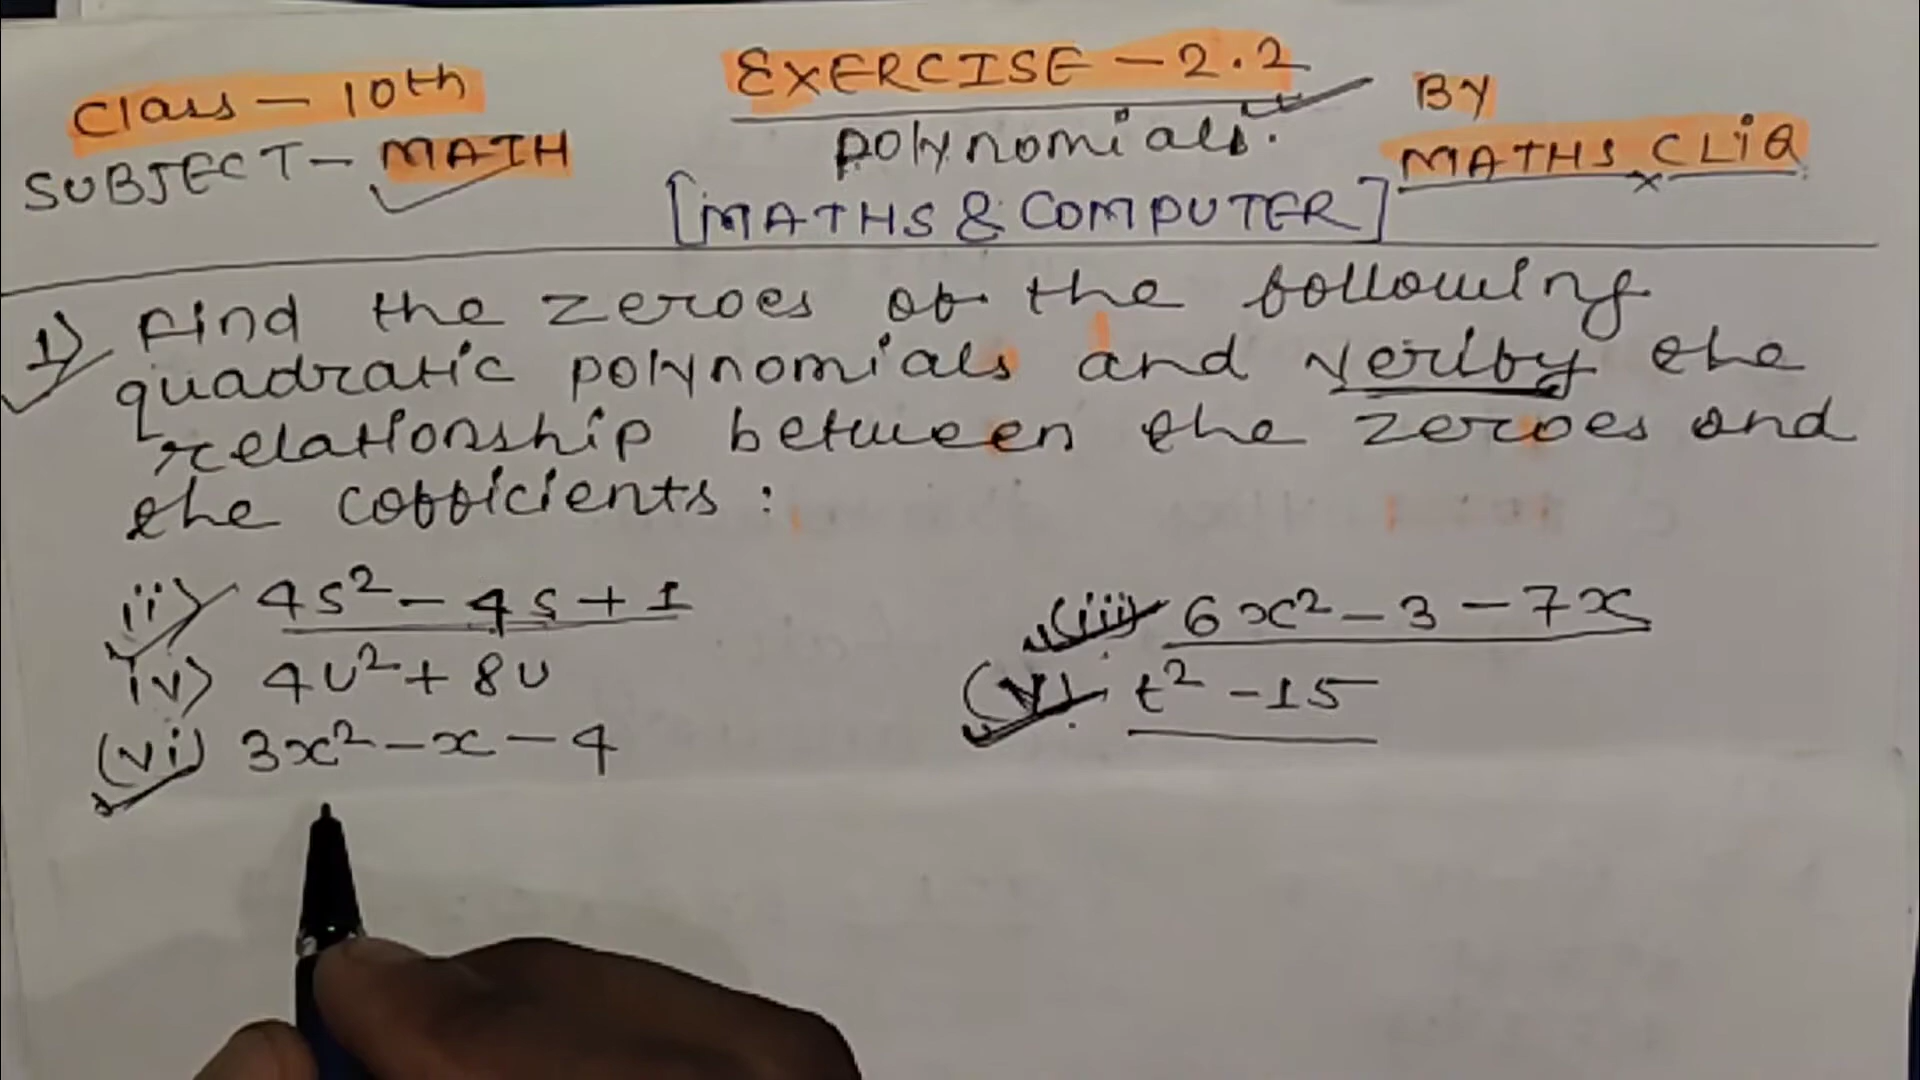 Class - 10th
SUBJECT - MATH
EXERCISE - 2.2
polynomials.
[MATHS & COMPUTER]
BY
MATHS CLiQ
1) Find the zeroes of the following
quadratic polynomials and verify the
relationship between the zeroes and
the cofficients :
ii) 4s² - 4s + 1
(iii) 6x² - 3 - 7x
iv) 4u² + 8u
(v) t² - 15
(vi) 3x² - x - 4